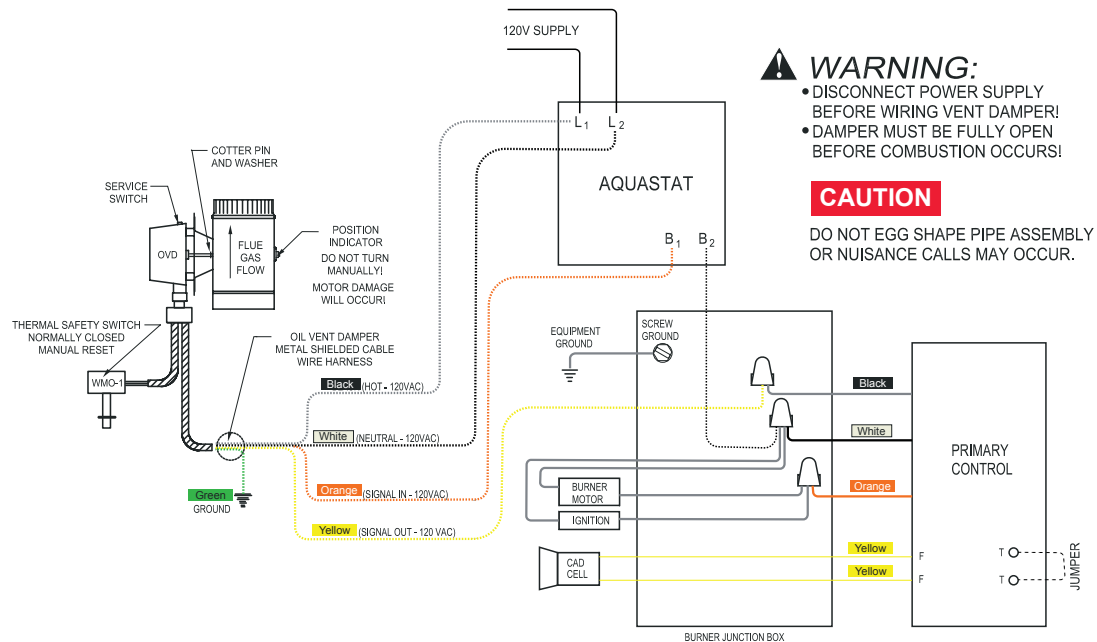 120V SUPPLY
WARNING:
• DISCONNECT POWER SUPPLY
BEFORE WIRING VENT DAMPER!
• DAMPER MUST BE FULLY OPEN
BEFORE COMBUSTION OCCURS!
CAUTION
DO NOT EGG SHAPE PIPE ASSEMBLY
OR NUISANCE CALLS MAY OCCUR.
L1 L2
AQUASTAT
B1 B2
COTTER PIN
AND WASHER
SERVICE
SWITCH
OVD
FLUE
GAS
FLOW
POSITION
INDICATOR
DO NOT TURN
MANUALLY!
MOTOR DAMAGE
WILL OCCUR!
THERMAL SAFETY SWITCH
NORMALLY CLOSED
MANUAL RESET
WMO-1
OIL VENT DAMPER
METAL SHIELDED CABLE
WIRE HARNESS
Black (HOT - 120VAC)
White (NEUTRAL - 120VAC)
Orange (SIGNAL IN - 120VAC)
Yellow (SIGNAL OUT - 120 VAC)
Green
GROUND
EQUIPMENT
GROUND
SCREW
GROUND
Black
White
Orange
Yellow
Yellow
BURNER
MOTOR
IGNITION
CAD
CELL
PRIMARY
CONTROL
F
F
T
T
JUMPER
BURNER JUNCTION BOX